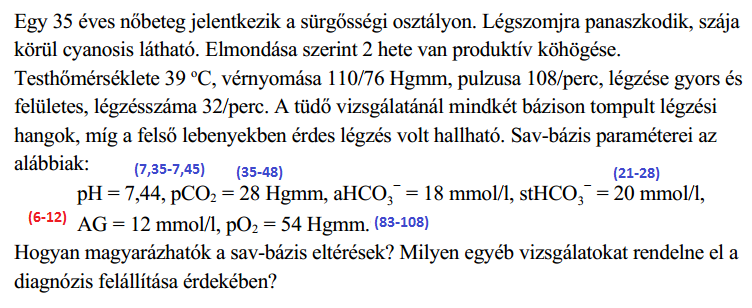 Egy 35 éves nőbeteg jelentkezik a sürgősségi osztályon. Légszomjra panaszkodik, szája
körül cyanosis látható. Elmondása szerint 2 hete van produktív köhögése.
Testhőmérséklete 39 ºC, vérnyomása 110/76 Hgmm, pulzusa 108/perc, légzése gyors és
felületes, légzésszáma 32/perc. A tüdő vizsgálatánál mindkét bázison tompult légzési
hangok, míg a felső lebenyekben érdes légzés volt hallható. Sav-bázis paraméterei az
alábbiak:
(7,35-7,45) (35-48) (21-28)
pH = 7,44, pCO₂ = 28 Hgmm, aHCO₃⁻ = 18 mmol/l, stHCO₃⁻ = 20 mmol/l,
(6-12) AG = 12 mmol/l, pO₂ = 54 Hgmm. (83-108)
Hogyan magyarázhatók a sav-bázis eltérések? Milyen egyéb vizsgálatokat rendelne el a
diagnózis felállítása érdekében?